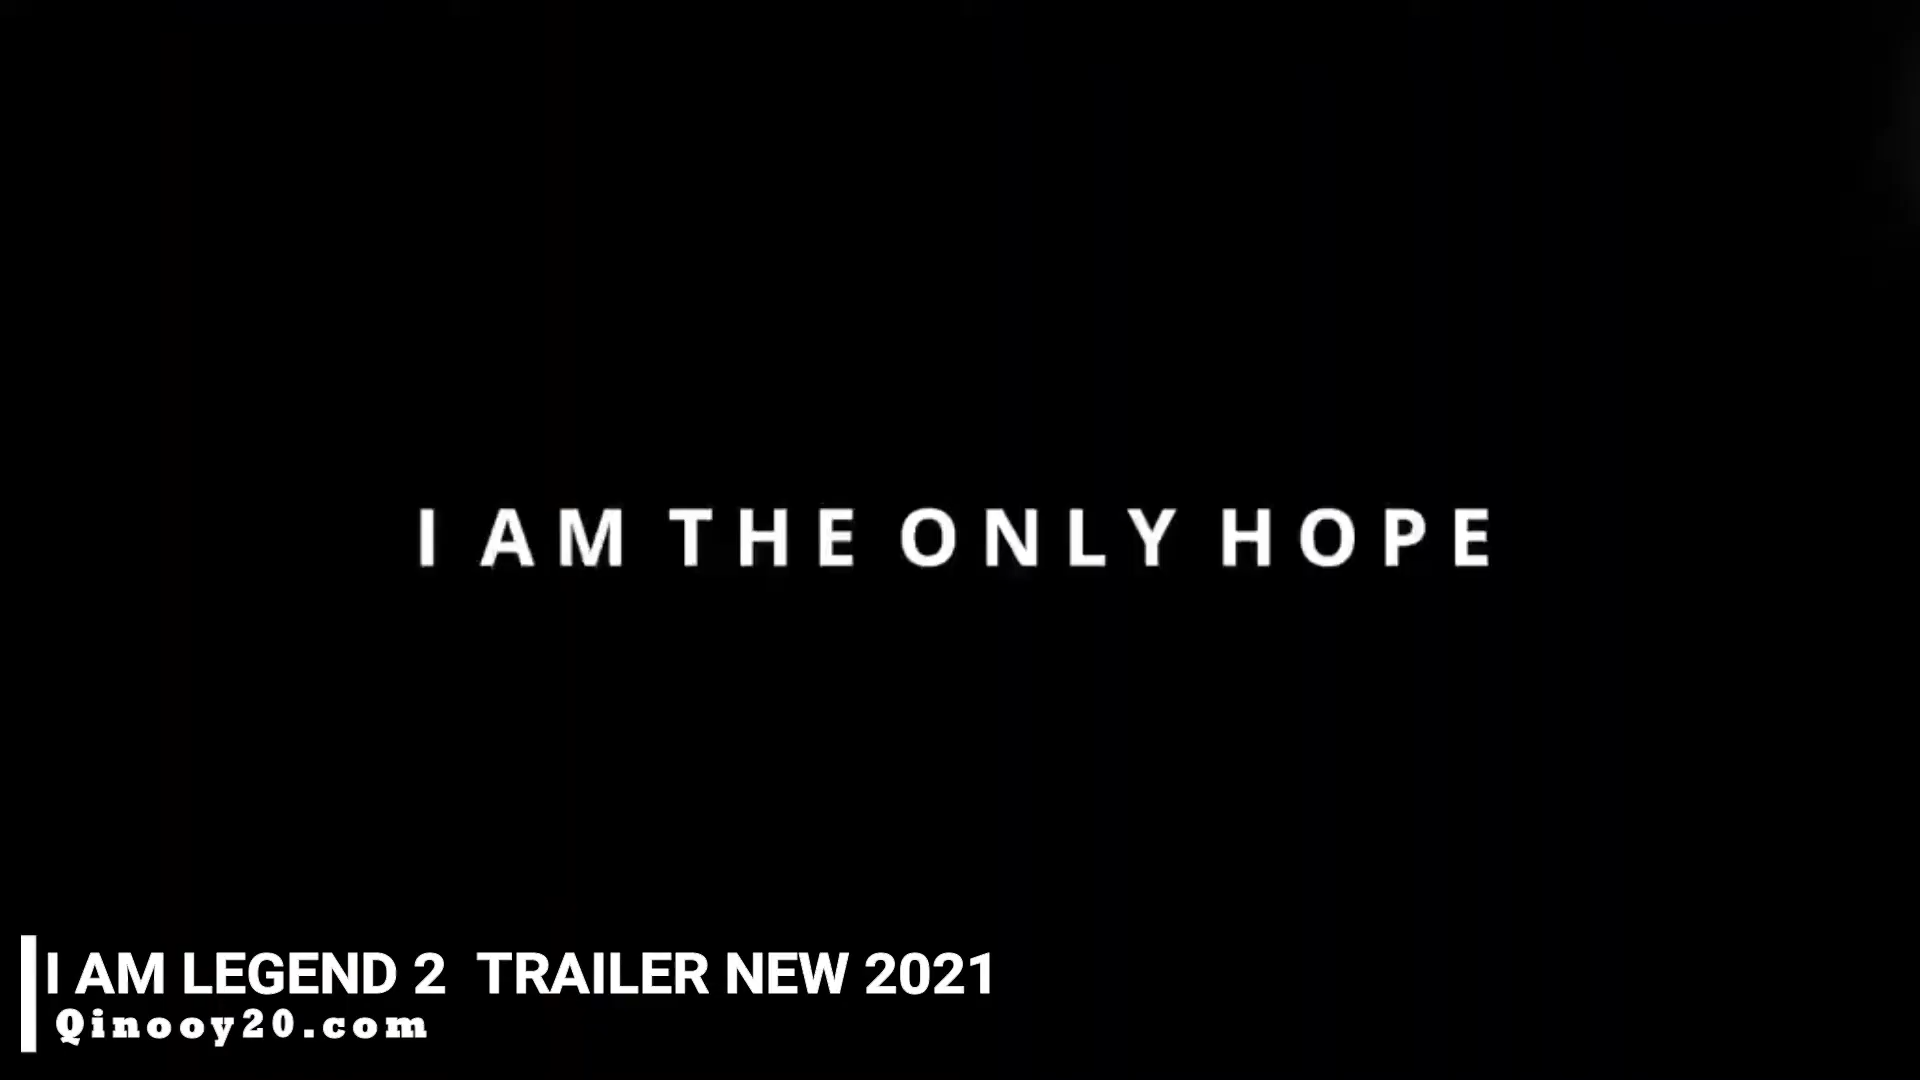 I AM THE ONLY HOPE
I AM LEGEND 2 TRAILER NEW 2021
Qinooy20.com